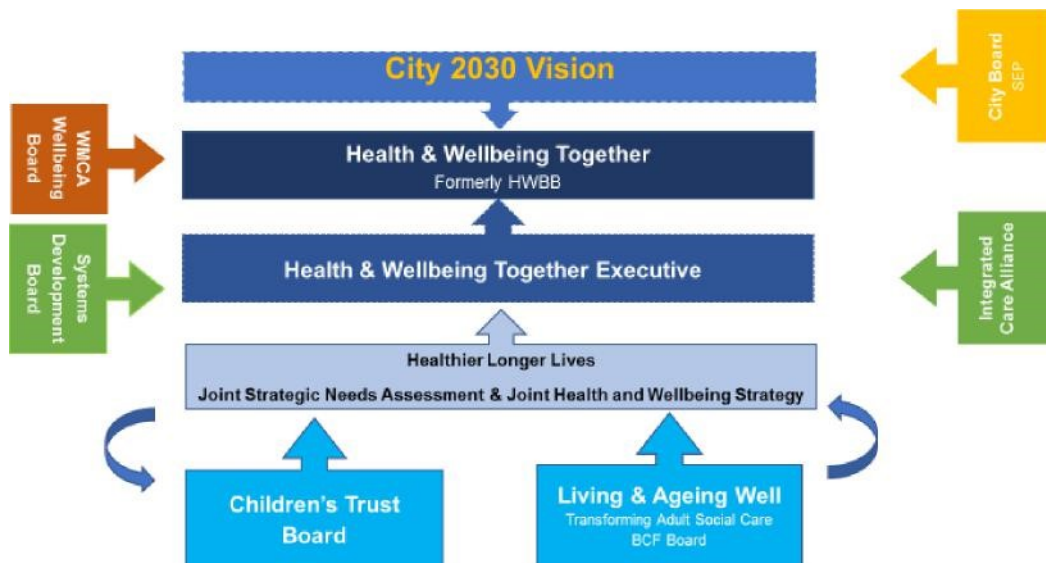 City 2030 Vision
City Board
SEP
WMCA
Wellbeing
Board
Health & Wellbeing Together
Formerly HWBB
Systems
Development
Board
Health & Wellbeing Together Executive
Integrated
Care Alliance
Healthier Longer Lives
Joint Strategic Needs Assessment & Joint Health and Wellbeing Strategy
Children's Trust
Board
Living & Ageing Well
Transforming Adult Social Care
BCF Board